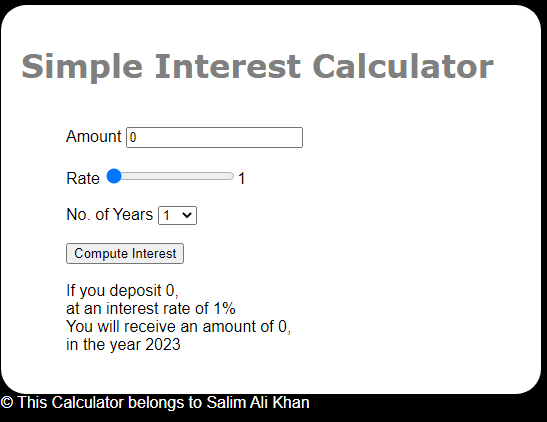 Simple Interest Calculator
Amount 0
Rate 1
No. of Years 1
Compute Interest
If you deposit 0,
at an interest rate of 1%
You will receive an amount of 0,
in the year 2023
© This Calculator belongs to Salim Ali Khan